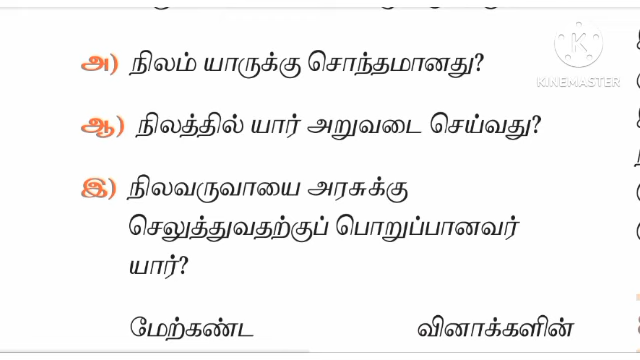 அ) நிலம் யாருக்கு சொந்தமானது?
KINEMASTER
ஆ) நிலத்தில் யார் அறுவடை செய்வது?
இ) நிலவருவாயை அரசுக்கு
செலுத்துவதற்குப் பொறுப்பானவர்
யார்?
மேற்கண்ட வினாக்களின்